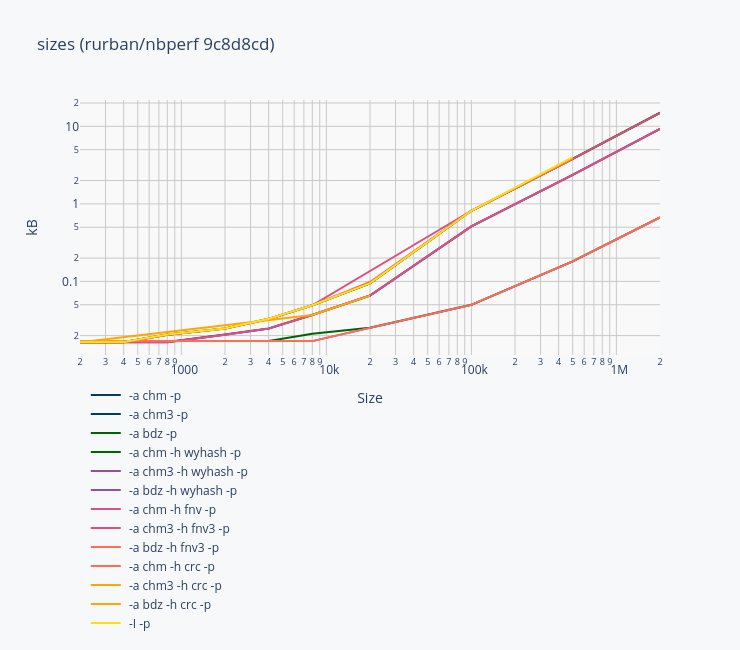 sizes (rurban/nbperf 9c8d8cd)
2
10
5
2
1
5
2
0.1
5
2
kB
2 3 4 5 6 7 8 9 1000 2 3 4 5 6 7 8 9 10k 2 3 4 5 6 7 8 9 100k 2 3 4 5 6 7 8 9 1M 2
Size
-a chm -p
-a chm3 -p
-a bdz -p
-a chm -h wyhash -p
-a chm3 -h wyhash -p
-a bdz -h wyhash -p
-a chm -h fnv -p
-a chm3 -h fnv3 -p
-a bdz -h fnv3 -p
-a chm -h crc -p
-a chm3 -h crc -p
-a bdz -h crc -p
-I -p